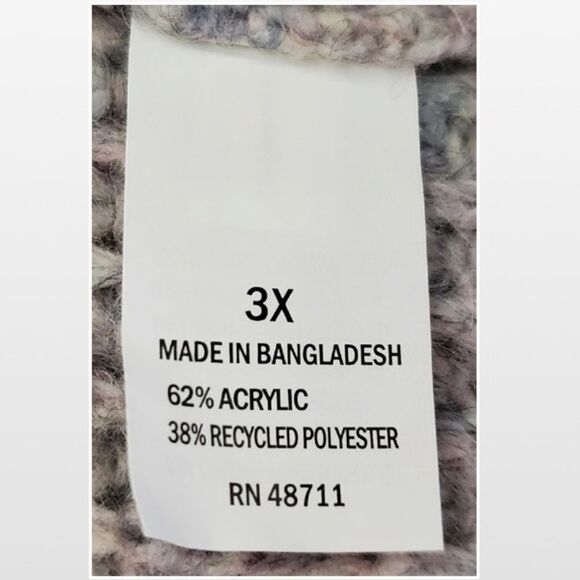 3X
MADE IN BANGLADESH
62% ACRYLIC
38% RECYCLED POLYESTER
RN 48711